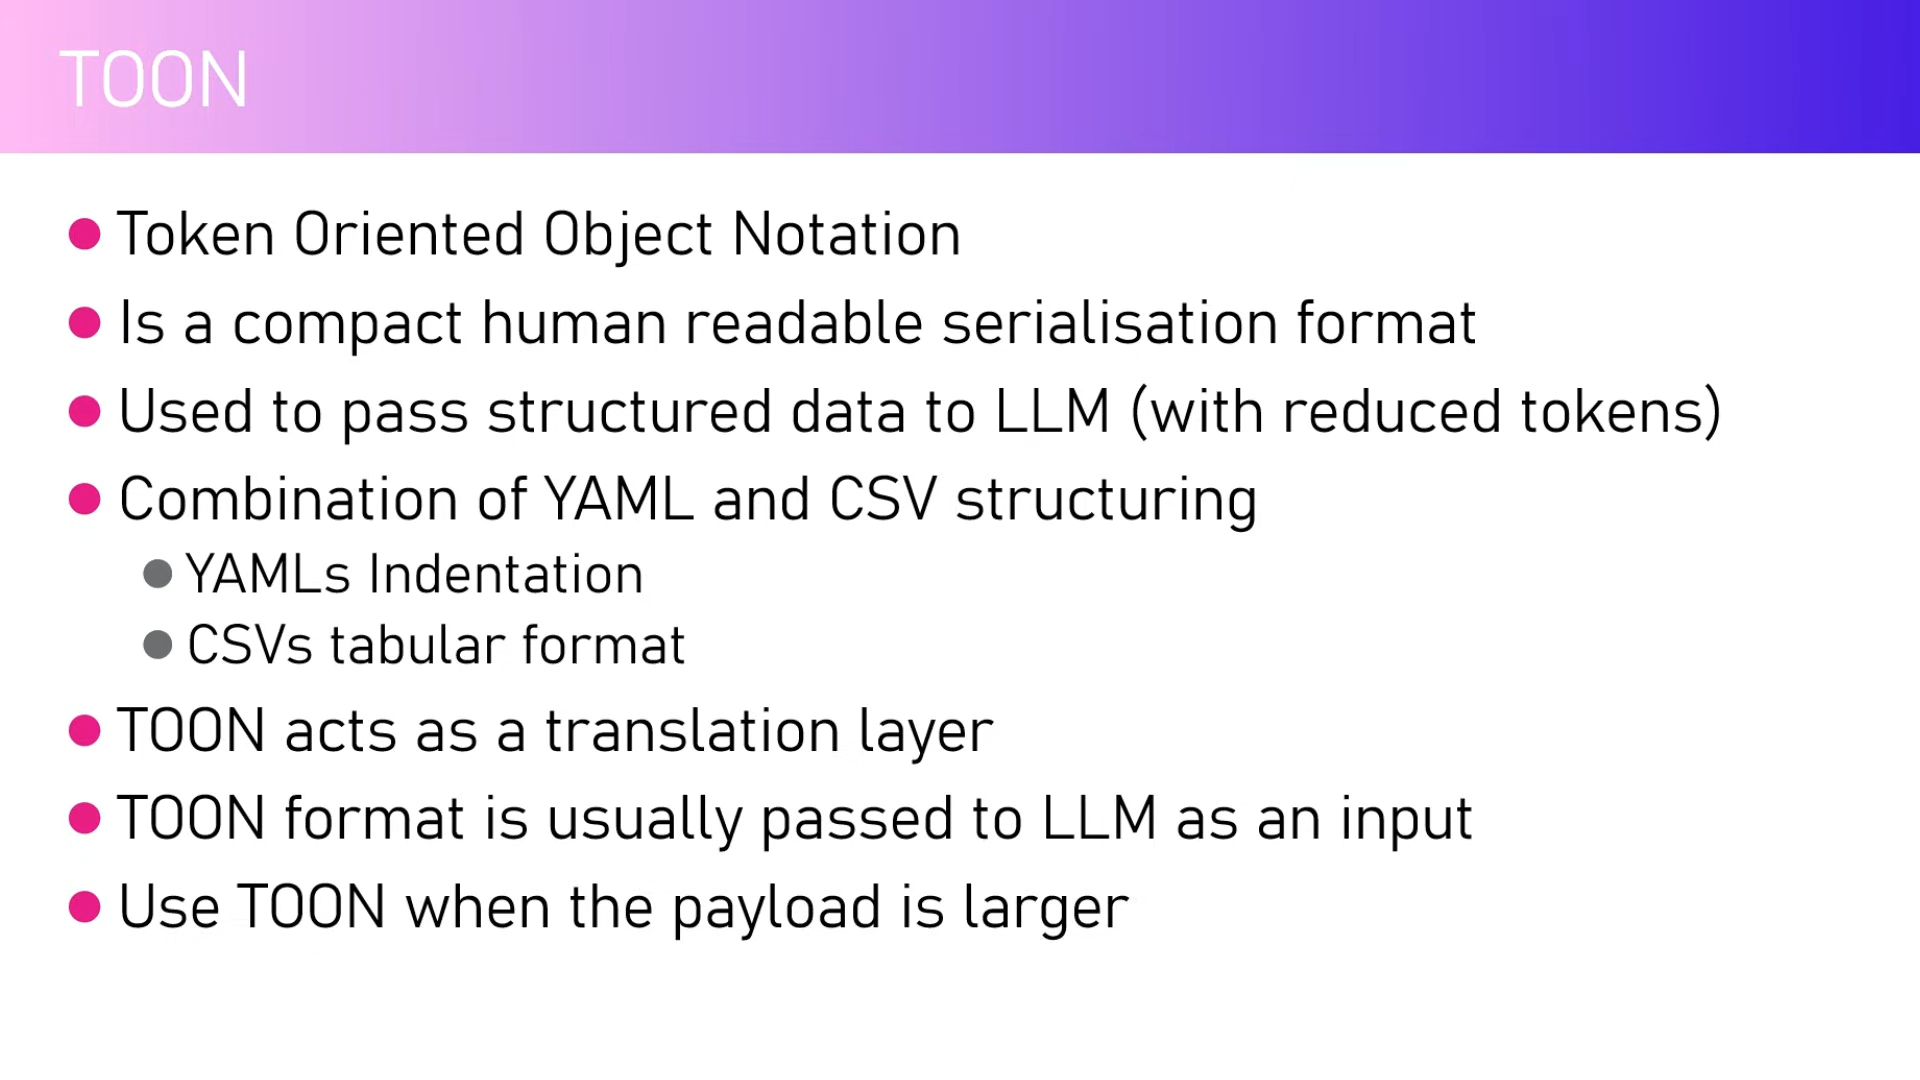 TOON
Token Oriented Object Notation
Is a compact human readable serialisation format
Used to pass structured data to LLM (with reduced tokens)
Combination of YAML and CSV structuring
YAMLs Indentation
CSVs tabular format
TOON acts as a translation layer
TOON format is usually passed to LLM as an input
Use TOON when the payload is larger